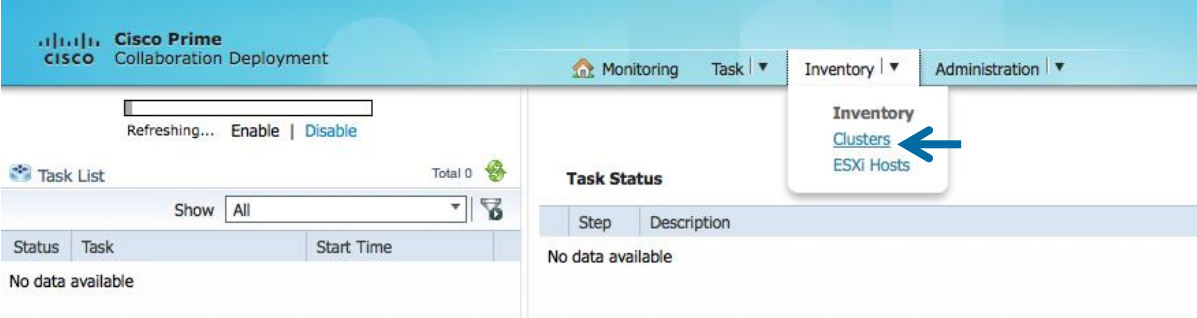 Cisco Prime
CISCO Collaboration Deployment
Monitoring Task Inventory Administration
Inventory
Clusters
ESXi Hosts
Refreshing... Enable | Disable
Task List Total 0
Show All
Status Task Start Time
No data available
Task Status
Step Description
No data available